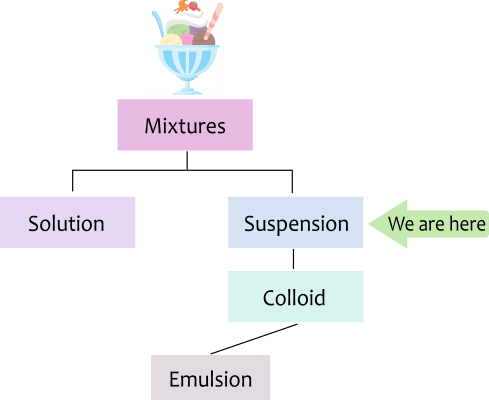 Mixtures
Solution
Suspension
We are here
Colloid
Emulsion